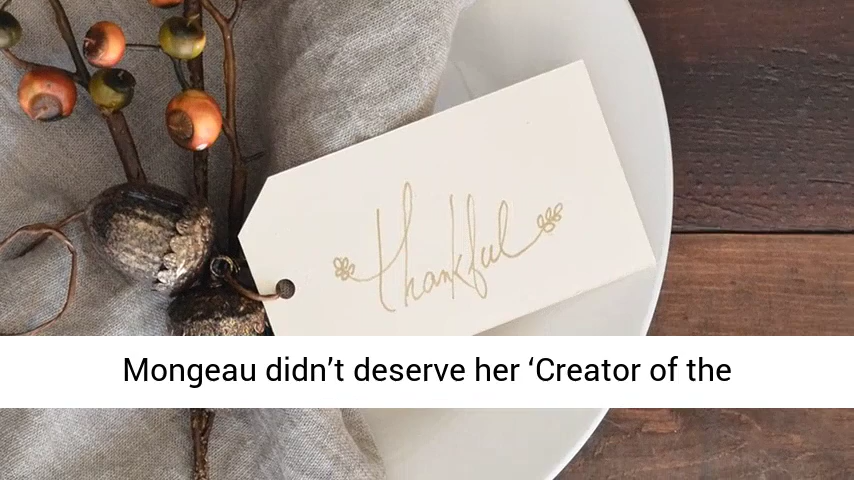 thankful
Mongeau didn’t deserve her ‘Creator of the